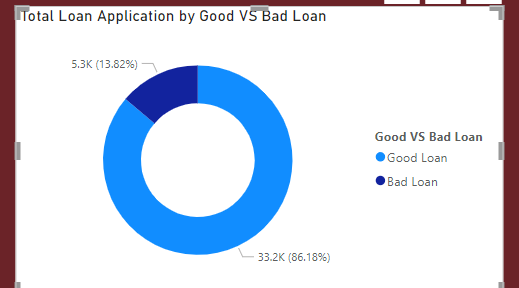 Total Loan Application by Good VS Bad Loan
5.3K (13.82%)
Good VS Bad Loan
Good Loan
Bad Loan
33.2K (86.18%)